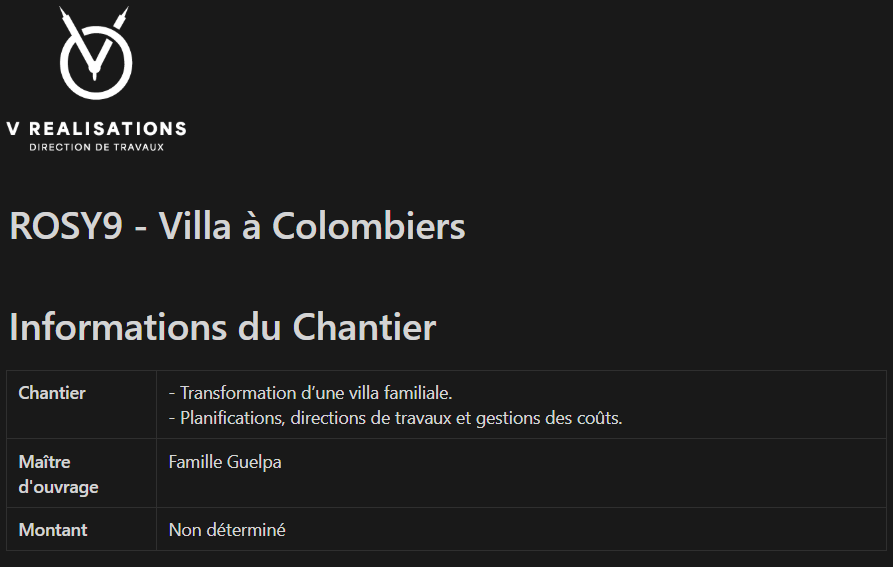 V REALISATIONS
DIRECTION DE TRAVAUX
ROSY9 - Villa à Colombiers
Informations du Chantier
Chantier
- Transformation d’une villa familiale.
- Planifications, directions de travaux et gestions des coûts.
Maître
d'ouvrage
Famille Guelpa
Montant
Non déterminé